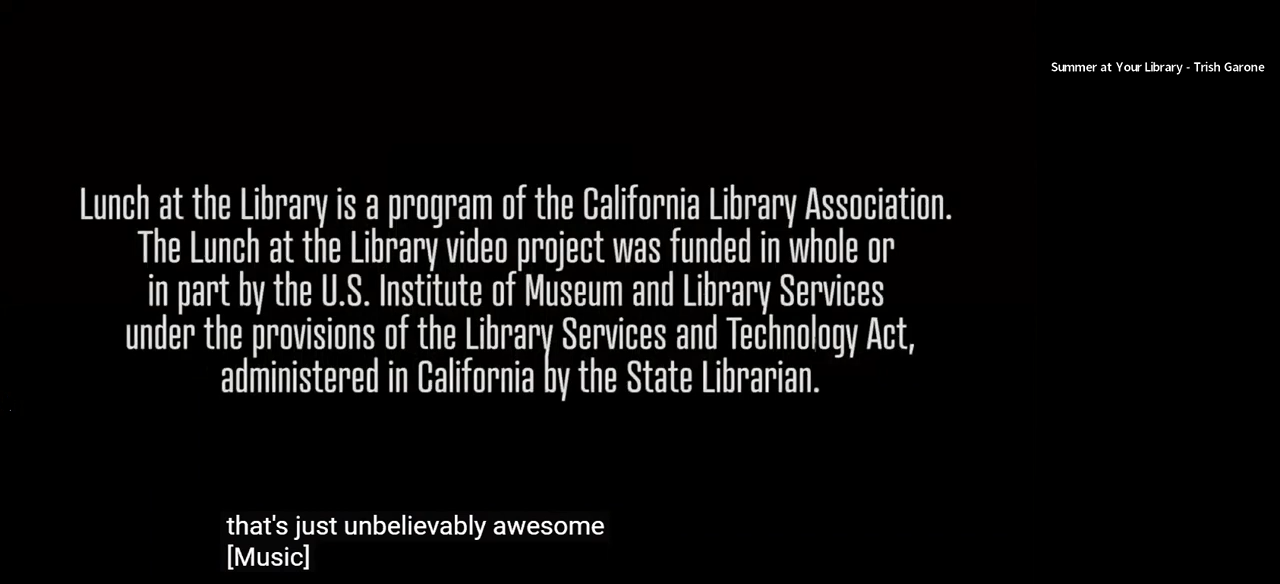 Summer at Your Library - Trish Garone
Lunch at the Library is a program of the California Library Association.
The Lunch at the Library video project was funded in whole or
in part by the U.S. Institute of Museum and Library Services
under the provisions of the Library Services and Technology Act,
administered in California by the State Librarian.
that's just unbelievably awesome
[Music]